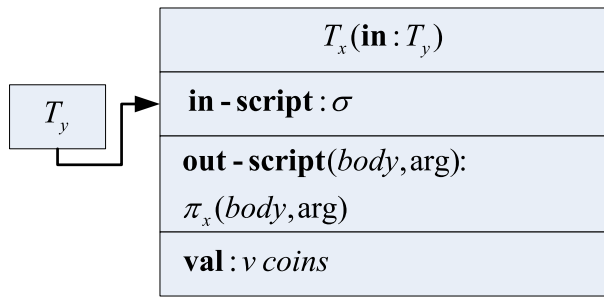 T_x(in : T_y)
T_y
in - script : σ
out - script(body,arg):
π_x(body,arg)
val : v coins